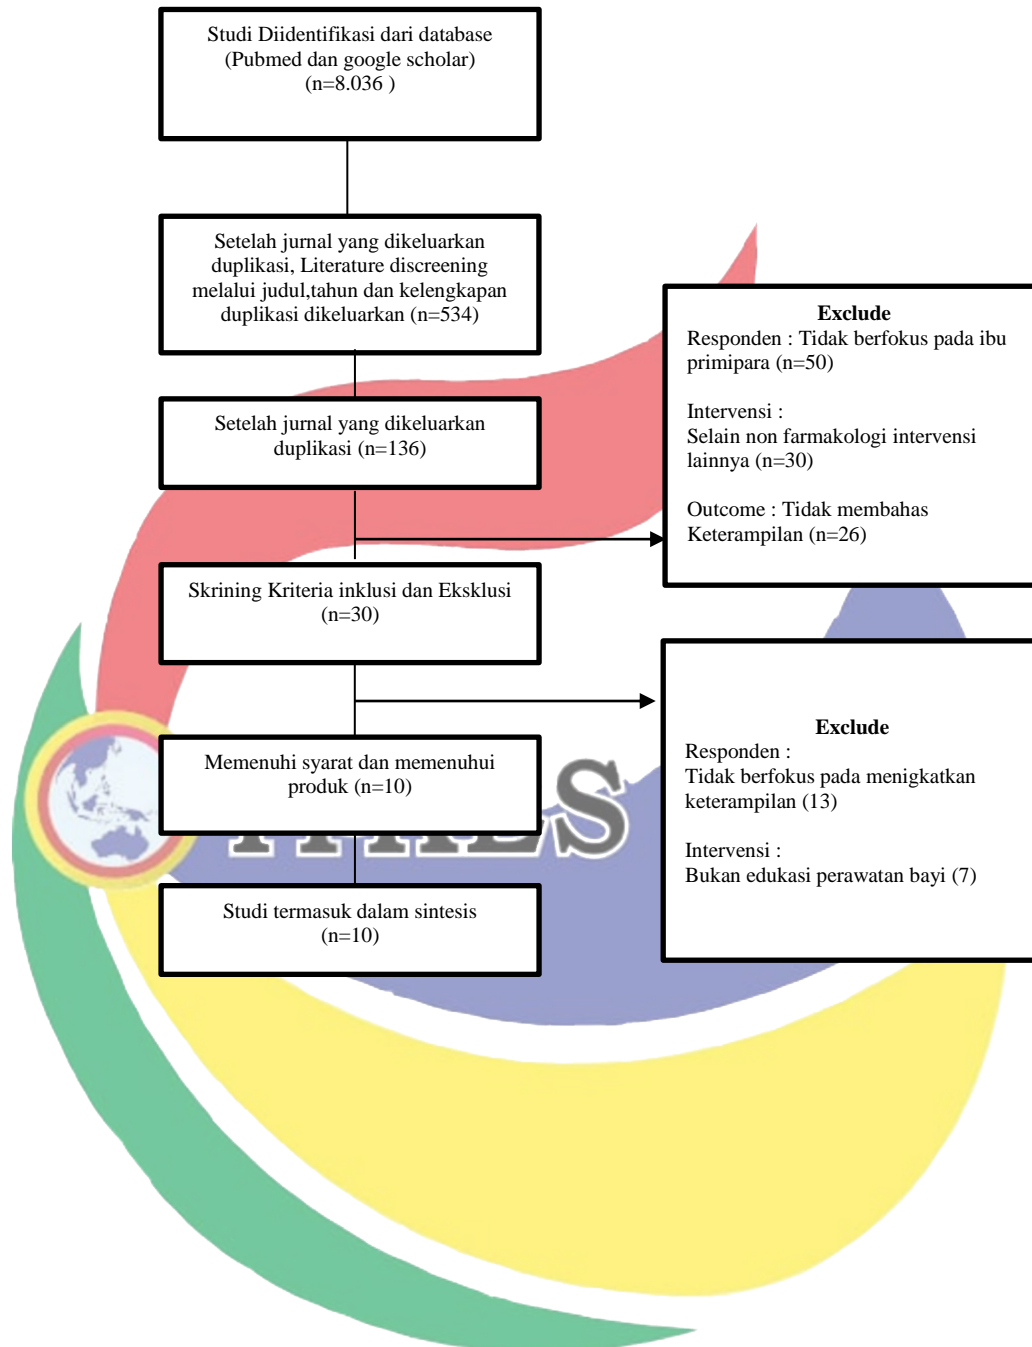 Studi Diidentifikasi dari database
(Pubmed dan google scholar)
(n=8.036 )
Setelah jurnal yang dikeluarkan
duplikasi, Literature discreening
melalui judul,tahun dan kelengkapan
duplikasi dikeluarkan (n=534)
Setelah jurnal yang dikeluarkan
duplikasi (n=136)
Exclude
Responden : Tidak berfokus pada ibu
primipara (n=50)
Intervensi :
Selain non farmakologi intervensi
lainnya (n=30)
Outcome : Tidak membahas
Keterampilan (n=26)
Skrining Kriteria inklusi dan Eksklusi
(n=30)
Exclude
Responden :
Tidak berfokus pada menigkatkan
keterampilan (13)
Intervensi :
Bukan edukasi perawatan bayi (7)
Memenuhi syarat dan memenuhui
produk (n=10)
Studi termasuk dalam sintesis
(n=10)